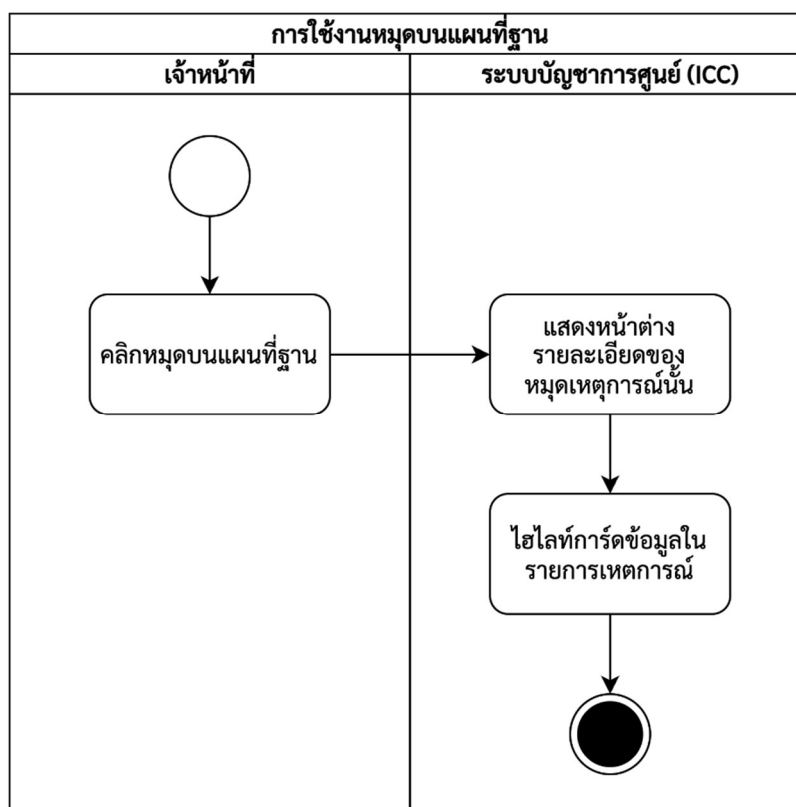 การใช้งานหมุดบนแผนที่ฐาน
เจ้าหน้าที่
ระบบบัญชาการศูนย์ (ICC)
คลิกหมุดบนแผนที่ฐาน
แสดงหน้าต่าง
รายละเอียดของ
หมุดเหตุการณ์นั้น
ไฮไลท์การ์ดข้อมูลใน
รายการเหตการณ์